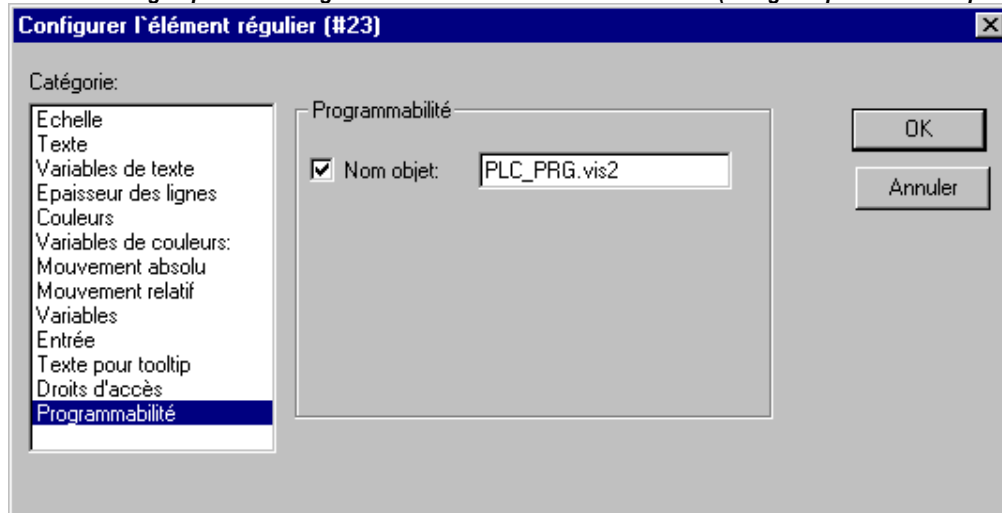 Configurer l`élément régulier (#23)
Catégorie:
Echelle
Texte
Variables de texte
Epaisseur des lignes
Couleurs
Variables de couleurs:
Mouvement absolu
Mouvement relatif
Variables
Entrée
Texte pour tooltip
Droits d'accès
Programmabilité
Programmabilité
Nom objet:
PLC_PRG.vis2
OK
Annuler